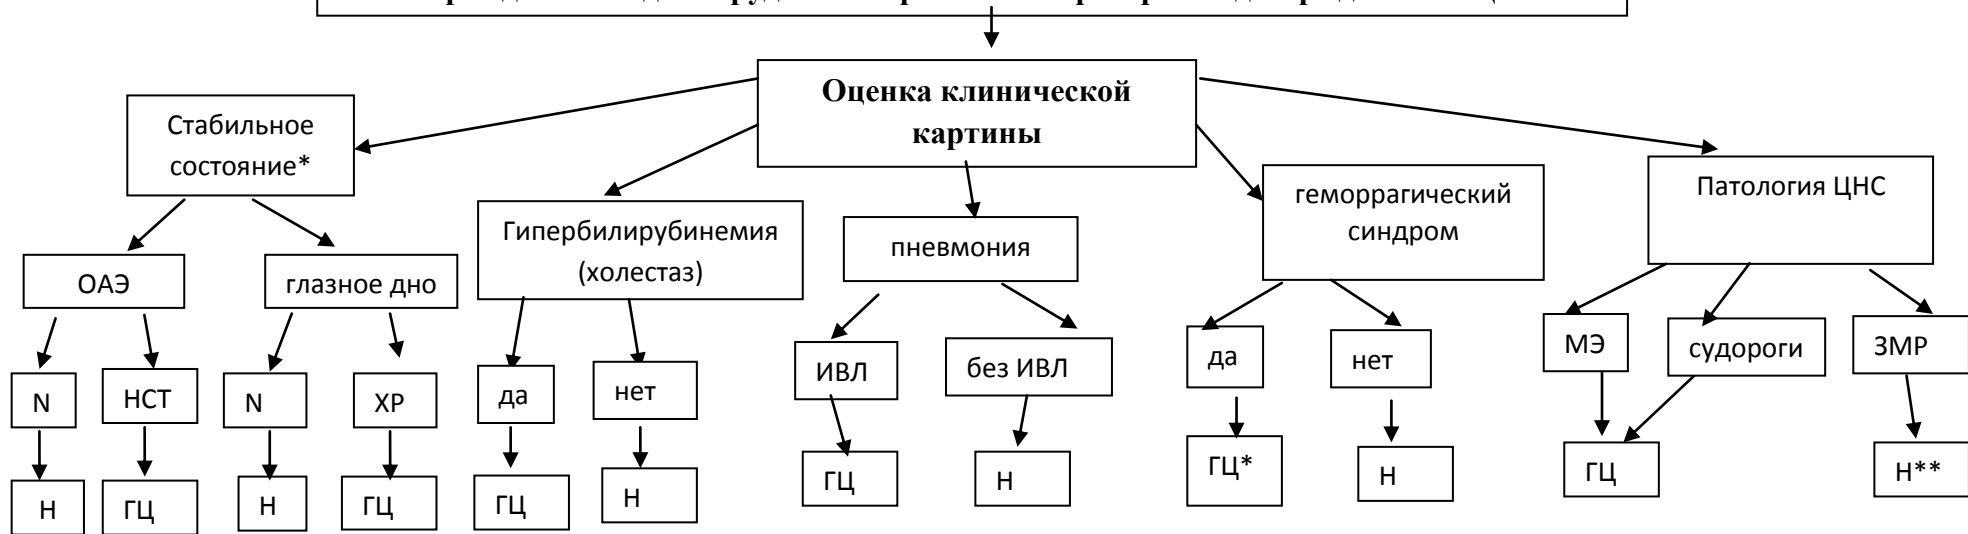 Оценка клинической
картины
Стабильное
состояние*
Гипербилирубинемия
(холестаз)
пневмония
геморрагический
синдром
Патология ЦНС
ОАЭ
глазное дно
да
нет
ИВЛ
без ИВЛ
да
нет
МЭ
судороги
ЗМР
N
НСТ
N
ХР
Н
ГЦ
Н
ГЦ
ГЦ
Н
ГЦ
Н
ГЦ*
Н
ГЦ
Н**